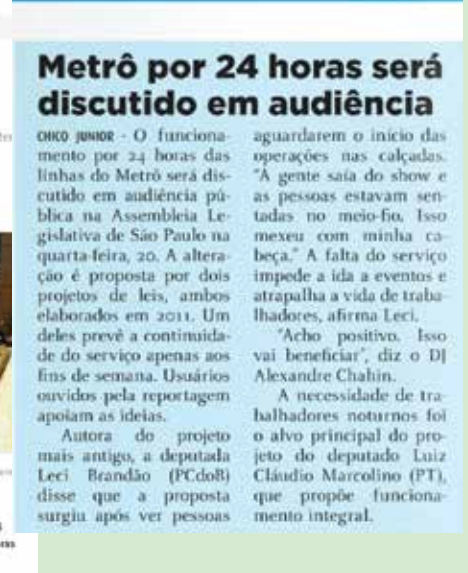 Metrô por 24 horas será
discutido em audiência
CHICO JUNIOR - O funciona-
mento por 24 horas das
linhas do Metrô será dis-
cutido em audiência pú-
blica na Assembleia Le-
gislativa de São Paulo na
quarta-feira, 20. A altera-
ção é proposta por dois
projetos de leis, ambos
elaborados em 2011. Um
deles prevê a continuida-
de do serviço apenas aos
fins de semana. Usuários
ouvidos pela reportagem
apoiam as ideias.
Autora do projeto
mais antigo, a deputada
Leci Brandão (PCdoB)
disse que a proposta
surgiu após ver pessoas
aguardarem o início das
operações nas calçadas.
"A gente saía do show e
as pessoas estavam sen-
tadas no meio-fio. Isso
mexeu com minha ca-
beça." A falta do serviço
impede a ida a eventos e
atrapalha a vida de traba-
lhadores, afirma Leci.
"Acho positivo. Isso
vai beneficiar", diz o DJ
Alexandre Chahin.
A necessidade de tra-
balhadores noturnos foi
o alvo principal do pro-
jeto do deputado Luiz
Cláudio Marcolino (PT),
que propõe funciona-
mento integral.